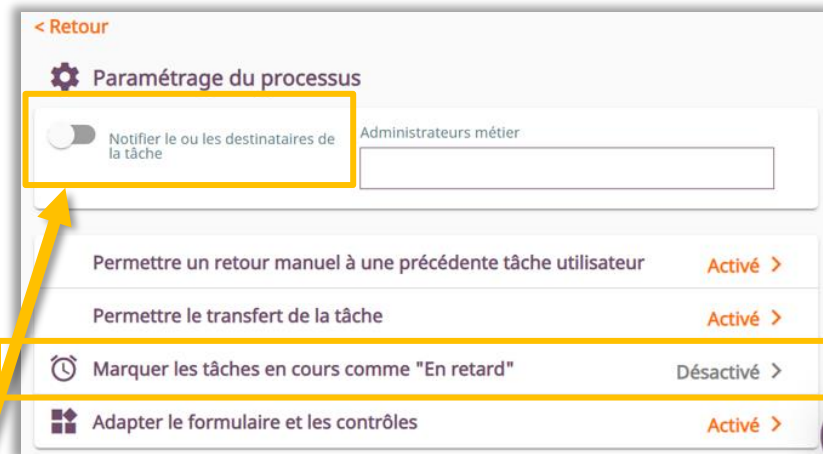 < Retour
Paramétrage du processus
Notifier le ou les destinataires de
la tâche
Administrateurs métier
Permettre un retour manuel à une précédente tâche utilisateur Activé >
Permettre le transfert de la tâche Activé >
Marquer les tâches en cours comme "En retard" Désactivé >
Adapter le formulaire et les contrôles Activé >